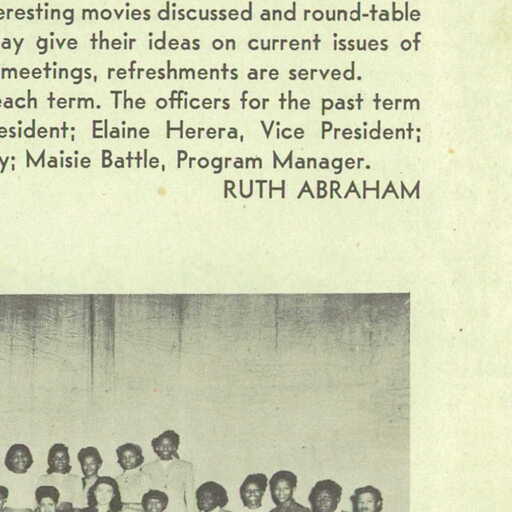 eresting movies discussed and round-table
ay give their ideas on current issues of
meetings, refreshments are served.
each term. The officers for the past term
esident; Elaine Herera, Vice President;
y; Maisie Battle, Program Manager.
RUTH ABRAHAM